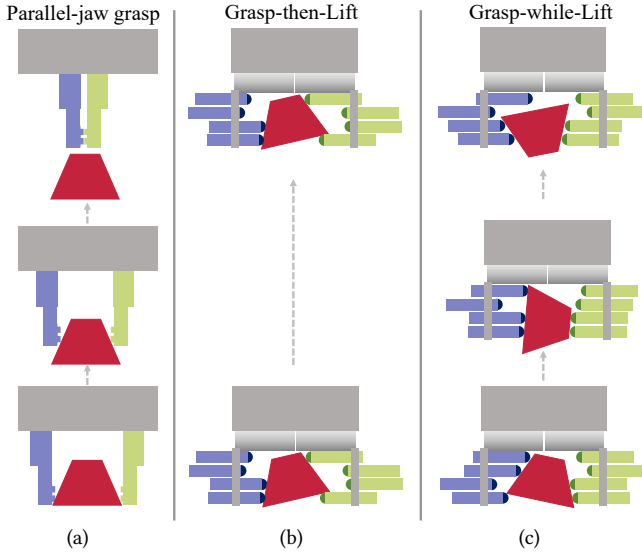 Parallel-jaw grasp
Grasp-then-Lift
Grasp-while-Lift
(a)
(b)
(c)